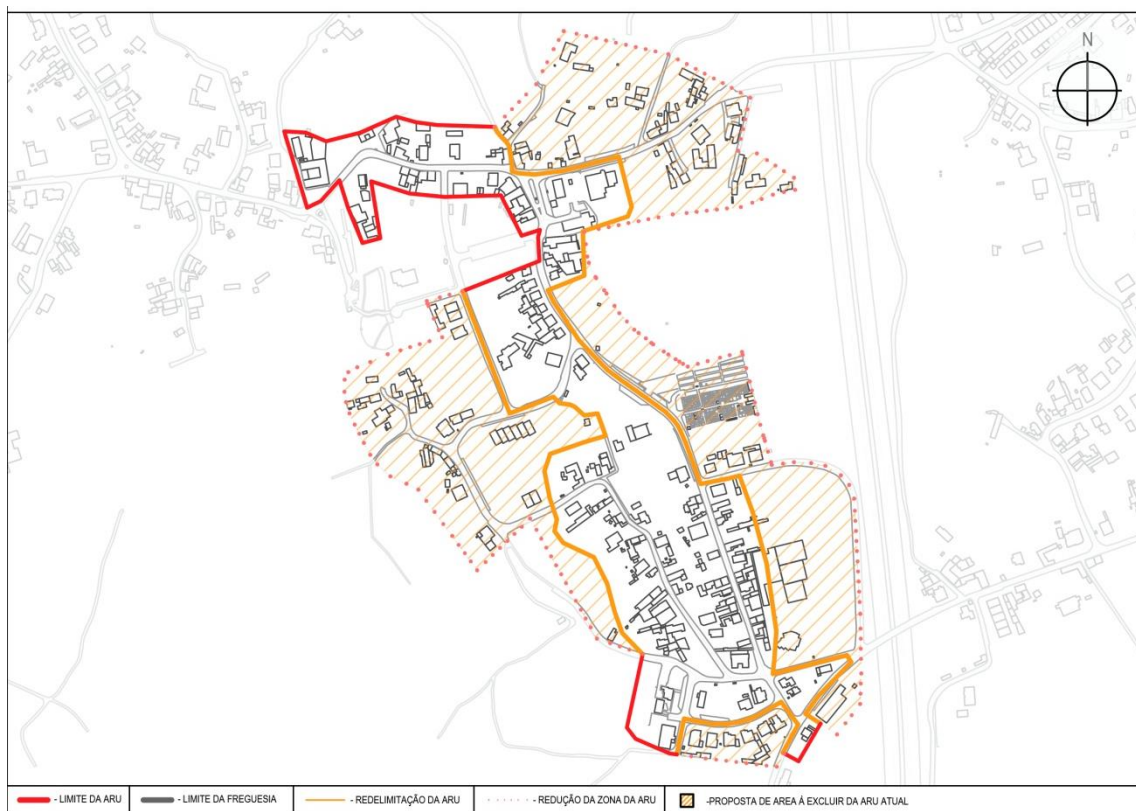 N
- LIMITE DA ARU
- LIMITE DA FREGUESIA
- REDELIMITAÇÃO DA ARU
- REDUÇÃO DA ZONA DA ARU
-PROPOSTA DE AREA Á EXCLUIR DA ARU ATUAL